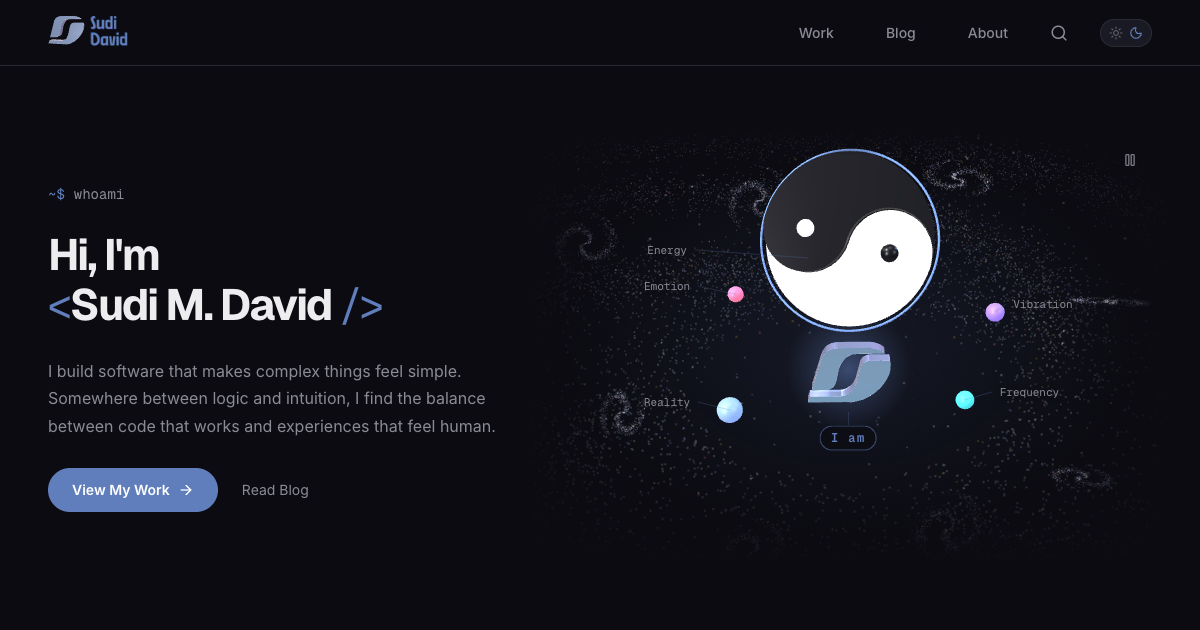 Sudi
David
Work
Blog
About
~$ whoami
Hi, I'm
<Sudi M. David />
I build software that makes complex things feel simple.
Somewhere between logic and intuition, I find the balance
between code that works and experiences that feel human.
View My Work →
Read Blog
Energy
Emotion
Vibration
Reality
Frequency
I am